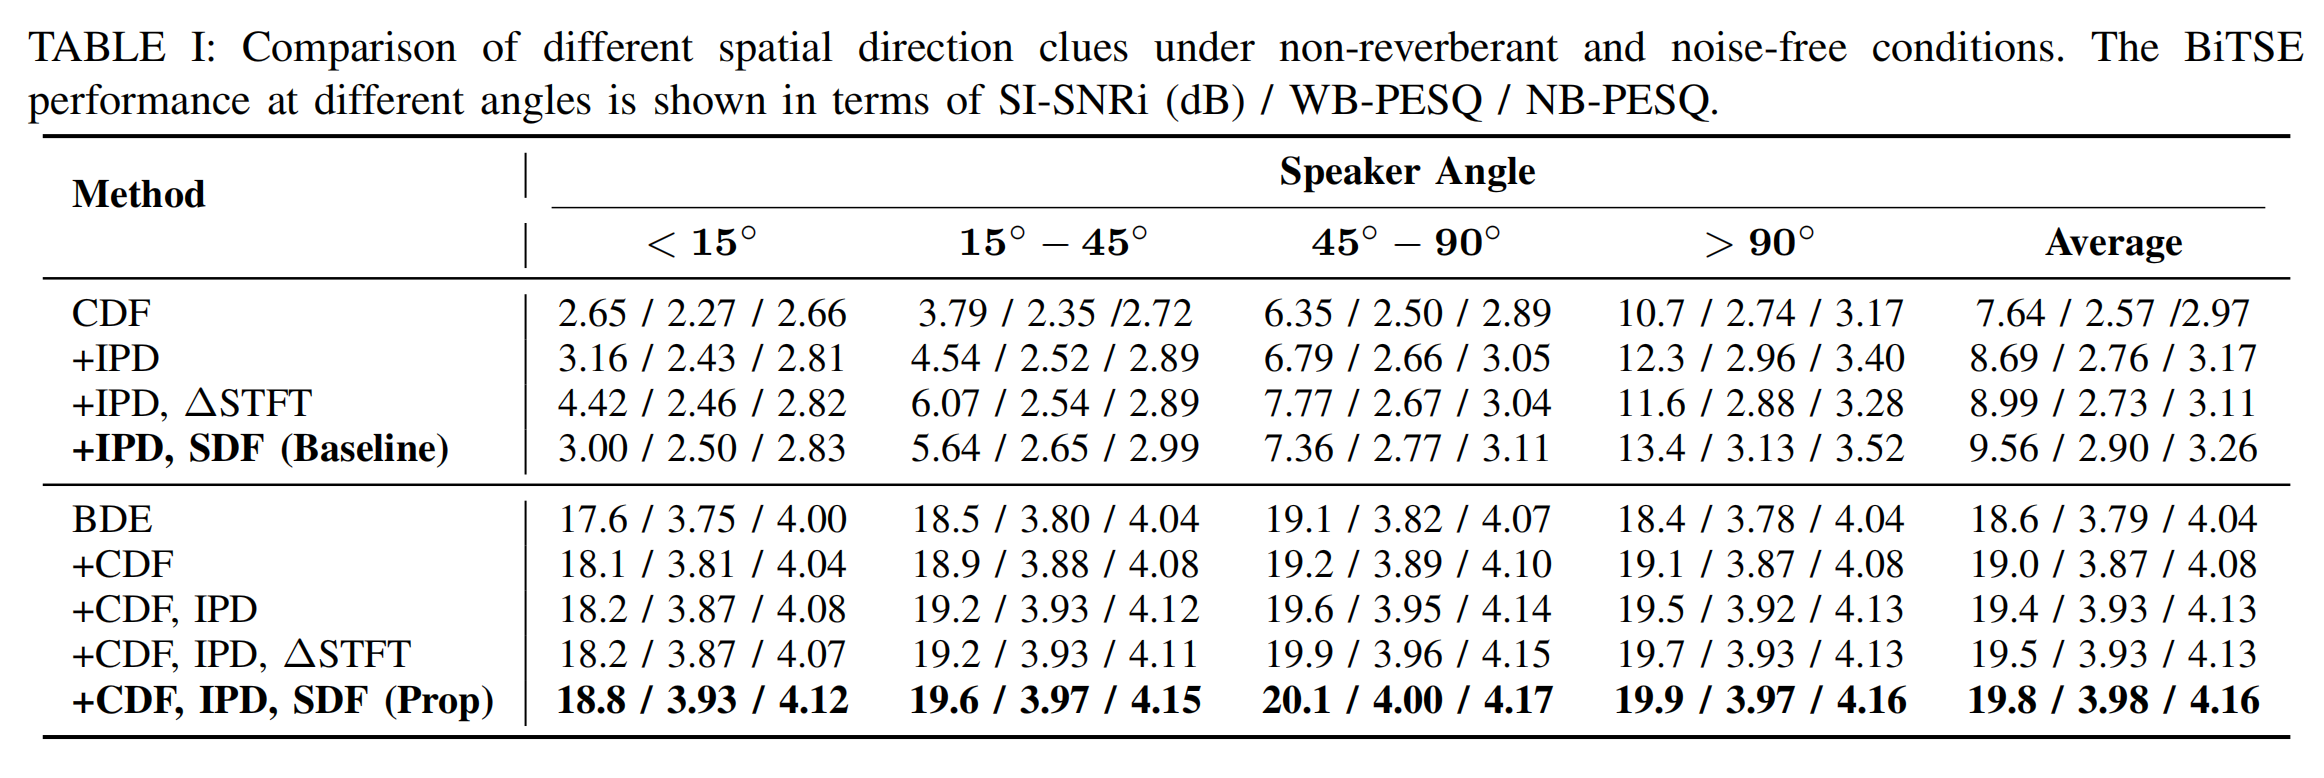 TABLE I: Comparison of different spatial direction clues under non-reverberant and noise-free conditions. The BiTSE
performance at different angles is shown in terms of SI-SNRi (dB) / WB-PESQ / NB-PESQ.
Method Speaker Angle
< 15° 15° − 45° 45° − 90° > 90° Average
CDF 2.65 / 2.27 / 2.66 3.79 / 2.35 /2.72 6.35 / 2.50 / 2.89 10.7 / 2.74 / 3.17 7.64 / 2.57 /2.97
+IPD 3.16 / 2.43 / 2.81 4.54 / 2.52 / 2.89 6.79 / 2.66 / 3.05 12.3 / 2.96 / 3.40 8.69 / 2.76 / 3.17
+IPD, ΔSTFT 4.42 / 2.46 / 2.82 6.07 / 2.54 / 2.89 7.77 / 2.67 / 3.04 11.6 / 2.88 / 3.28 8.99 / 2.73 / 3.11
+IPD, SDF (Baseline) 3.00 / 2.50 / 2.83 5.64 / 2.65 / 2.99 7.36 / 2.77 / 3.11 13.4 / 3.13 / 3.52 9.56 / 2.90 / 3.26
BDE 17.6 / 3.75 / 4.00 18.5 / 3.80 / 4.04 19.1 / 3.82 / 4.07 18.4 / 3.78 / 4.04 18.6 / 3.79 / 4.04
+CDF 18.1 / 3.81 / 4.04 18.9 / 3.88 / 4.08 19.2 / 3.89 / 4.10 19.1 / 3.87 / 4.08 19.0 / 3.87 / 4.08
+CDF, IPD 18.2 / 3.87 / 4.08 19.2 / 3.93 / 4.12 19.6 / 3.95 / 4.14 19.5 / 3.92 / 4.13 19.4 / 3.93 / 4.13
+CDF, IPD, ΔSTFT 18.2 / 3.87 / 4.07 19.2 / 3.93 / 4.11 19.9 / 3.96 / 4.15 19.7 / 3.93 / 4.13 19.5 / 3.93 / 4.13
+CDF, IPD, SDF (Prop) 18.8 / 3.93 / 4.12 19.6 / 3.97 / 4.15 20.1 / 4.00 / 4.17 19.9 / 3.97 / 4.16 19.8 / 3.98 / 4.16